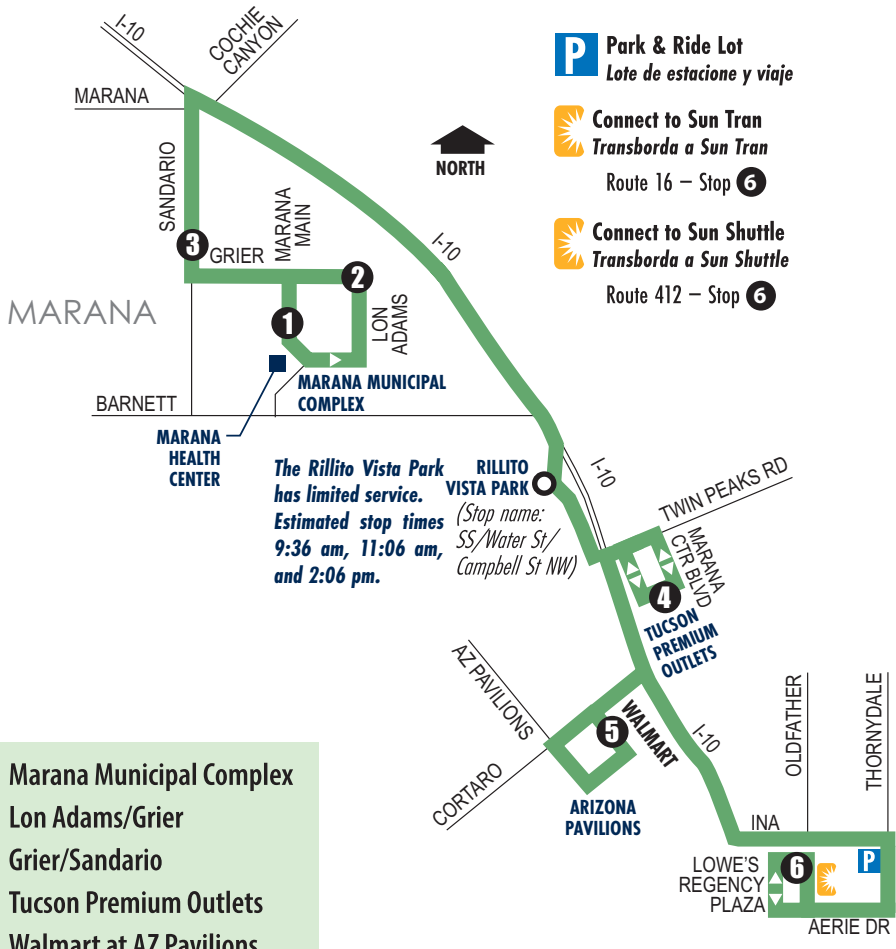 I-10
COCHIE
CANYON
MARANA
SANDARIO
3
GRIER
MARANA
MAIN
2
1
LON
ADAMS
MARANA
I-10
NORTH
P
Park & Ride Lot
Lote de estacione y viaje
Connect to Sun Tran
Transborda a Sun Tran
Route 16 – Stop 6
Connect to Sun Shuttle
Transborda a Sun Shuttle
Route 412 – Stop 6
MARANA MUNICIPAL
COMPLEX
BARNETT
MARANA
HEALTH
CENTER
The Rillito Vista Park
has limited service.
Estimated stop times
9:36 am, 11:06 am,
and 2:06 pm.
RILLITO
VISTA PARK
(Stop name:
SS/Water St/
Campbell St NW)
I-10
TWIN PEAKS RD
MARANA
CTR BLVD
4
TUCSON
PREMIUM
OUTLETS
AZ PAVILIONS
5
WALMART
CORTARO
ARIZONA
PAVILIONS
I-10
OLDFATHER
THORNYDALE
INA
LOWE'S
REGENCY
PLAZA
6
P
AERIE DR
Marana Municipal Complex
Lon Adams/Grier
Grier/Sandario
Tucson Premium Outlets
Walmart at AZ Pavilions